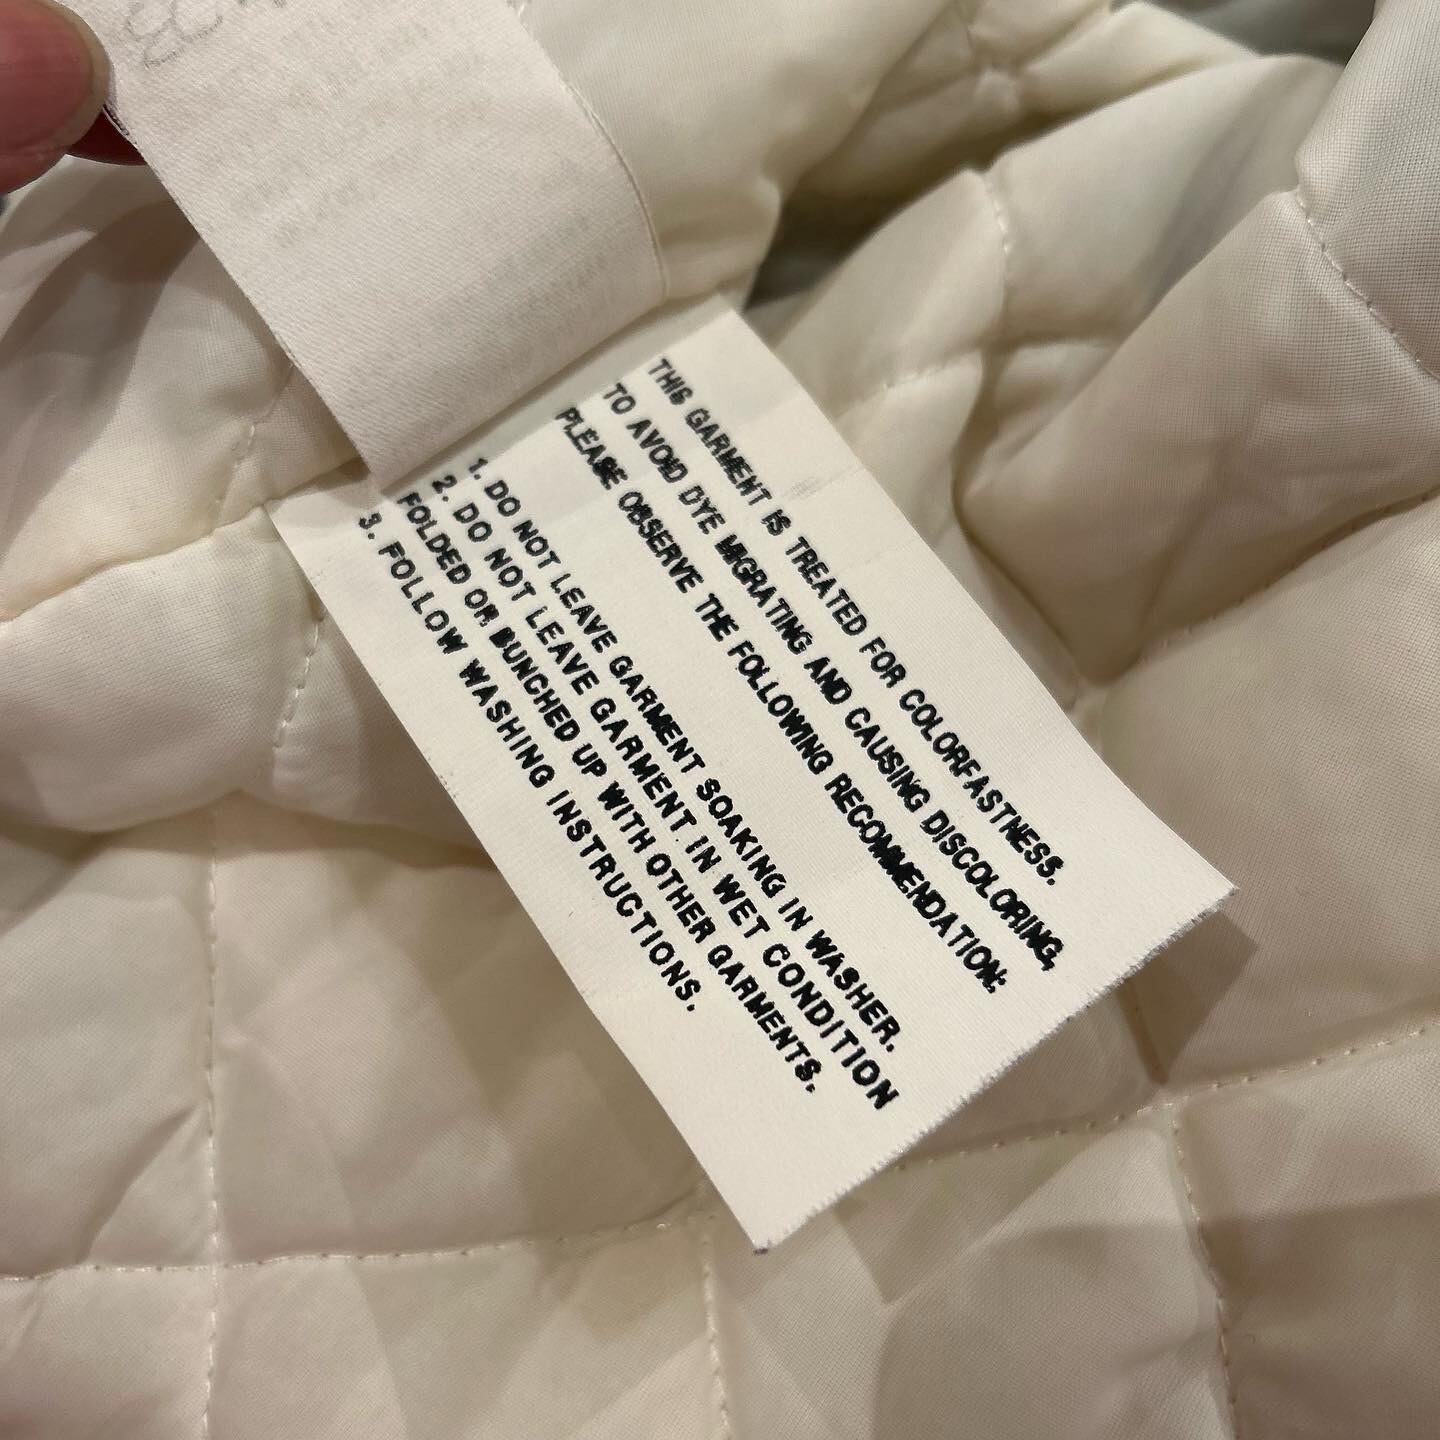 THIS GARMENT IS TREATED FOR COLORFASTNESS.
TO AVOID DYE MIGRATING AND CAUSING DISCOLORING,
PLEASE OBSERVE THE FOLLOWING RECOMMENDATION:
1. DO NOT LEAVE GARMENT SOAKING IN WASHER.
2. DO NOT LEAVE GARMENT IN WET CONDITION
FOLDED OR BUNCHED UP WITH OTHER GARMENTS.
3. FOLLOW WASHING INSTRUCTIONS.